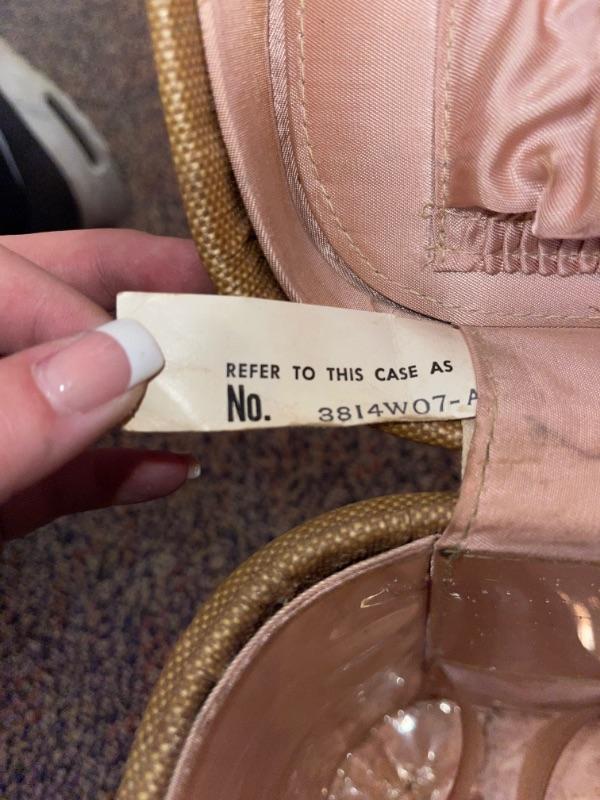 REFER TO THIS CASE AS
No. 3814W07-A